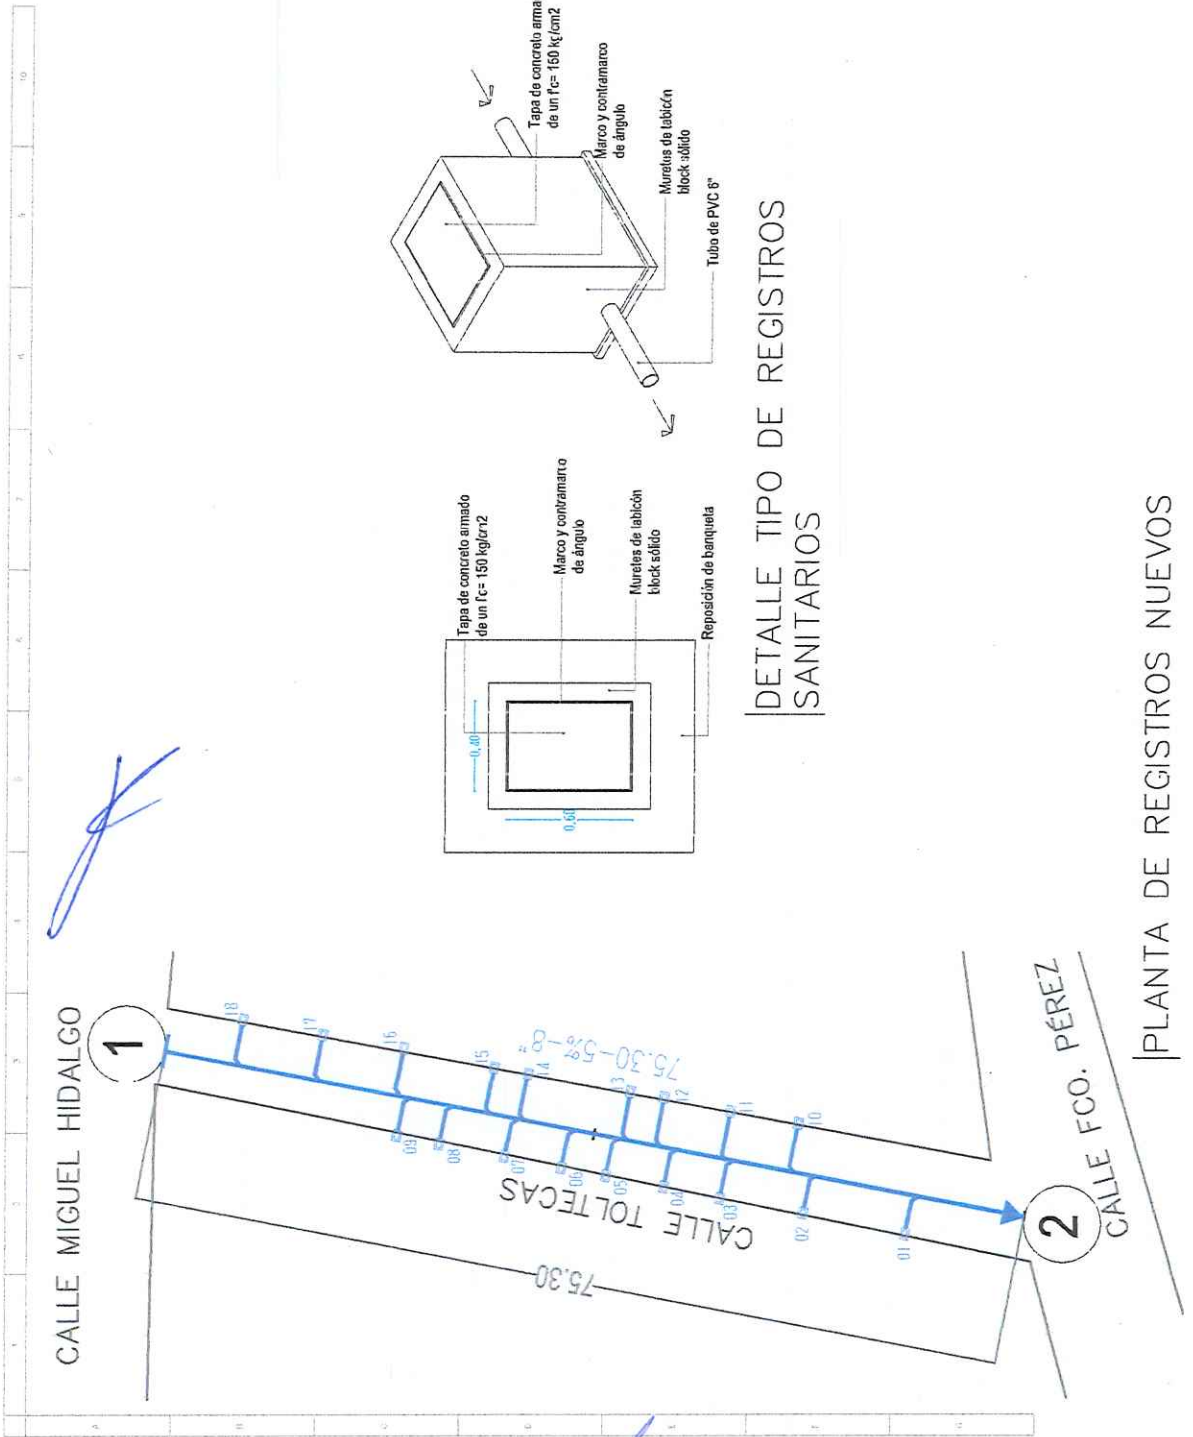 CALLE MIGUEL HIDALGO
1
18
17
16
15
14
13
12
11
10
09
08
07
06
05
04
03
02
01
75.30-5%-8"
CALLE TOLTECAS
75.30
2
CALLE FCO. PÉREZ
Tapa de concreto armado
de un f'c= 150 kg/cm2
Marco y contramarco
de ángulo
Muretes de tabicón
block sólido
Reposición de banqueta
0.40
0.60
Tapa de concreto arma
de un f'c= 150 kg/cm2
Marco y contramarco
de ángulo
Muretes de tabicón
block sólido
Tubo de PVC 6"
DETALLE TIPO DE REGISTROS
SANITARIOS
PLANTA DE REGISTROS NUEVOS